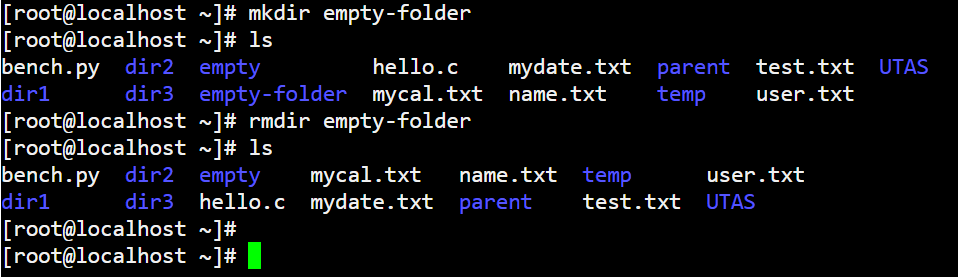 [root@localhost ~]# mkdir empty-folder
[root@localhost ~]# ls
bench.py  dir2  empty         hello.c    mydate.txt  parent  test.txt  UTAS
dir1      dir3  empty-folder  mycal.txt  name.txt    temp    user.txt
[root@localhost ~]# rmdir empty-folder
[root@localhost ~]# ls
bench.py  dir2  empty    mycal.txt   name.txt  temp      user.txt
dir1      dir3  hello.c  mydate.txt  parent    test.txt  UTAS
[root@localhost ~]#
[root@localhost ~]#